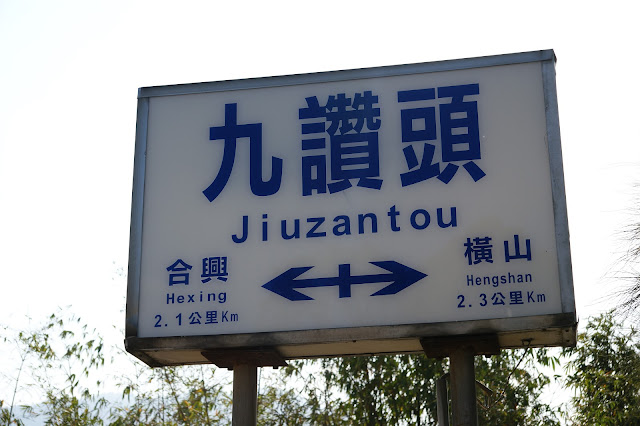 九讚頭
Jiuzantou
合興
Hexing
2.1公里Km
橫山
Hengshan
2.3公里Km